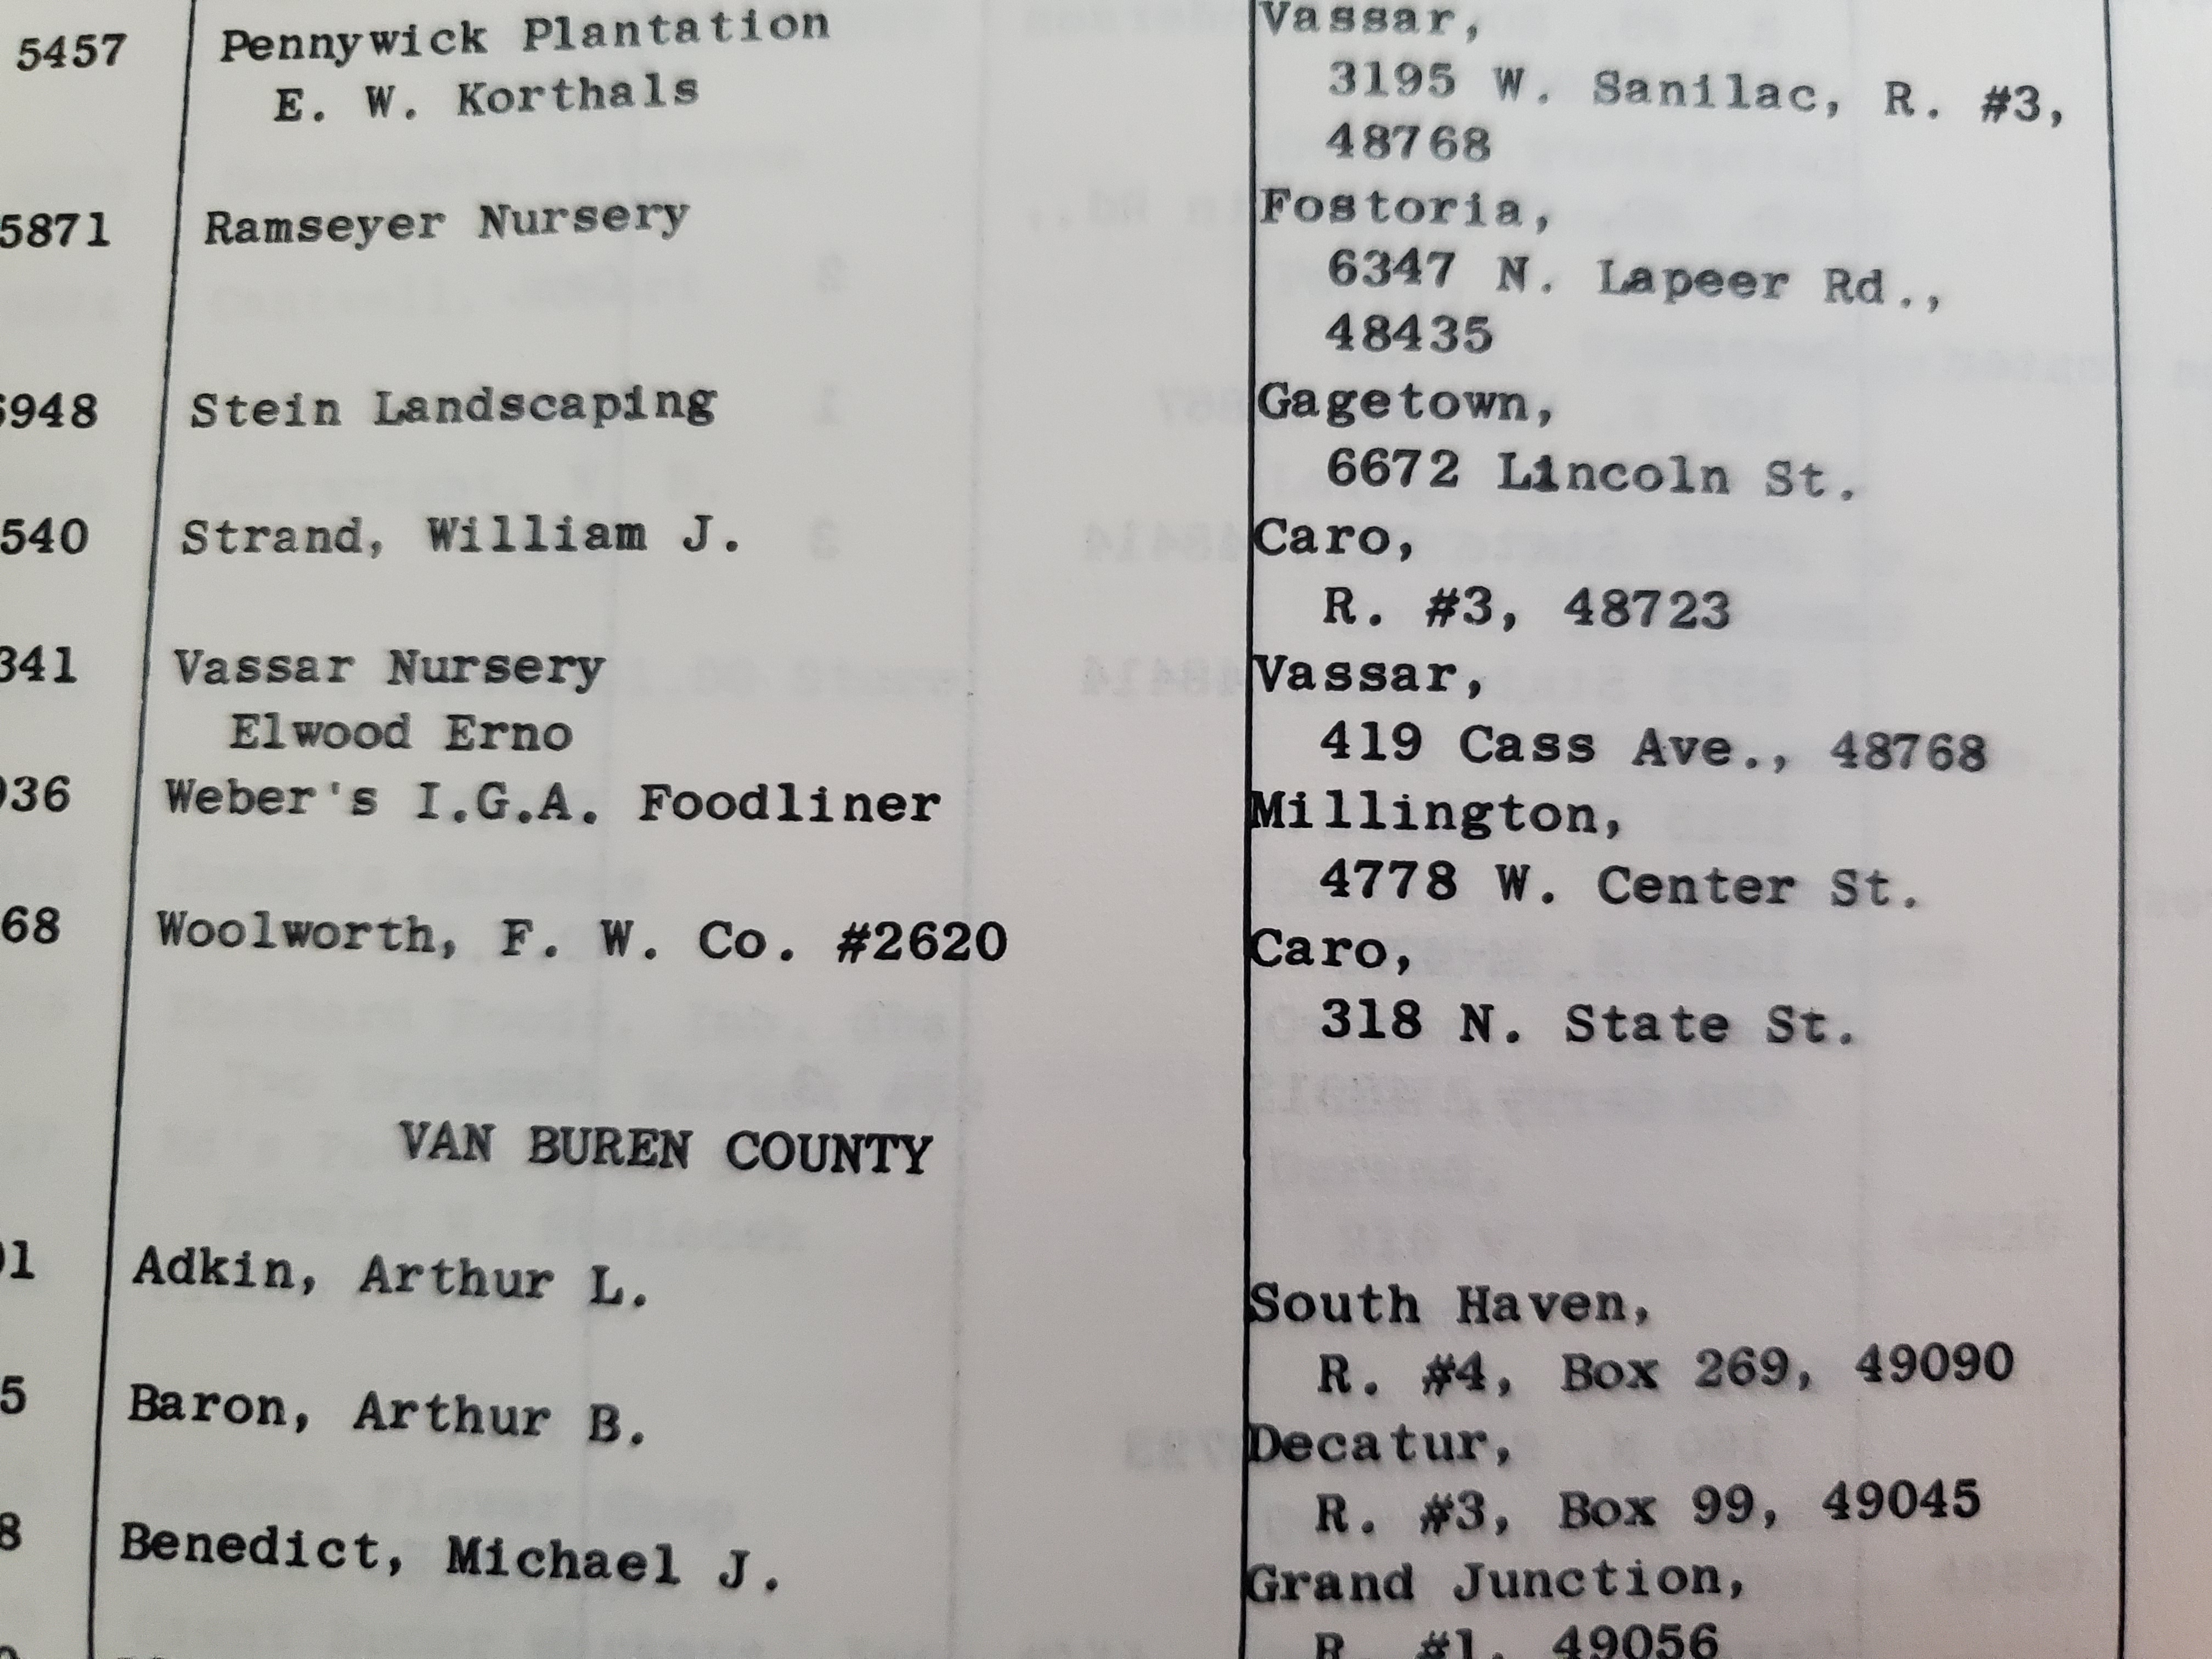 5457 Pennywick Plantation Vassar,
E. W. Korthals 3195 W. Sanilac, R. #3,
48768
5871 Ramseyer Nursery Fostoria,
6347 N. Lapeer Rd.,
48435
948 Stein Landscaping Gagetown,
6672 Lincoln St.
540 Strand, William J. Caro,
R. #3, 48723
341 Vassar Nursery Vassar,
Elwood Erno 419 Cass Ave., 48768
936 Weber's I.G.A. Foodliner Millington,
4778 W. Center St.
68 Woolworth, F. W. Co. #2620 Caro,
318 N. State St.
VAN BUREN COUNTY
1 Adkin, Arthur L. South Haven,
R. #4, Box 269, 49090
5 Baron, Arthur B. Decatur,
R. #3, Box 99, 49045
8 Benedict, Michael J. Grand Junction,
R. #1, 49056